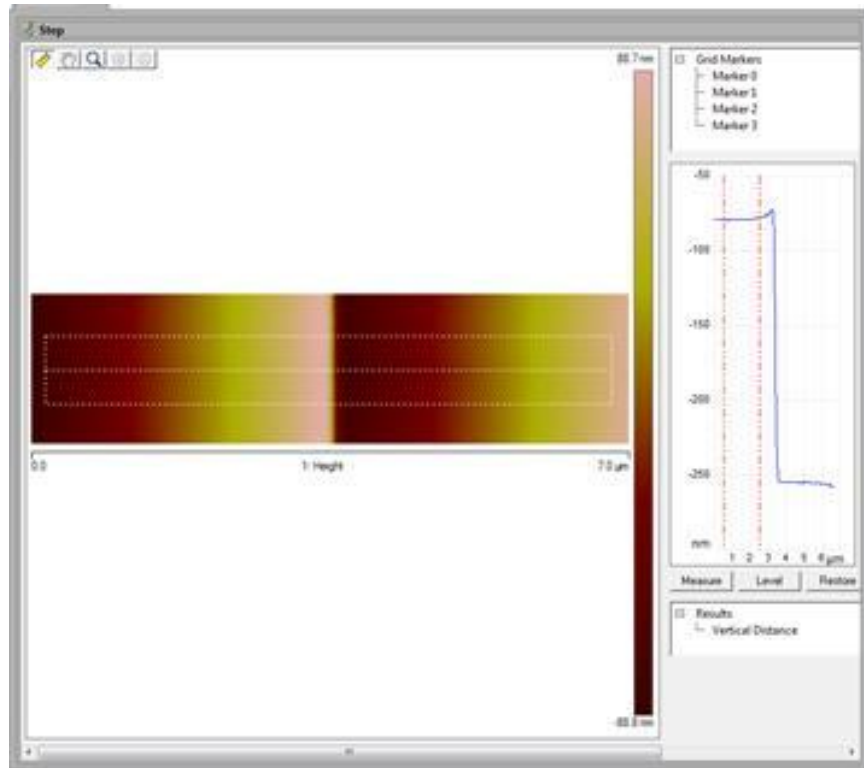 Step
88.7 nm
Grid Markers
Marker 0
Marker 1
Marker 2
Marker 3
-50
-100
-150
-200
-250
nm
1 2 3 4 5 6 µm
0.0 1: Height 7.0 µm
Measure Level Restore
Results
Vertical Distance
-88.8 nm